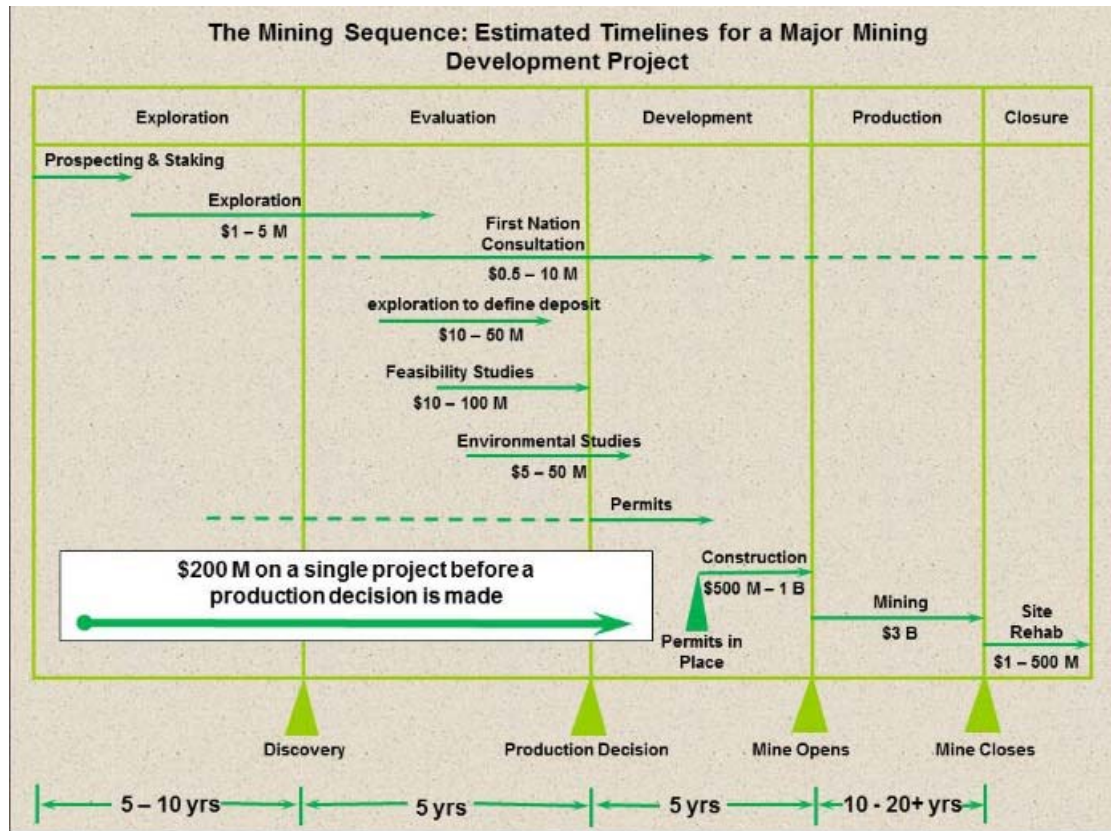 The Mining Sequence: Estimated Timelines for a Major Mining
Development Project
Exploration
Evaluation
Development
Production
Closure
Prospecting & Staking
Exploration
$1 – 5 M
First Nation
Consultation
$0.5 – 10 M
exploration to define deposit
$10 – 50 M
Feasibility Studies
$10 – 100 M
Environmental Studies
$5 – 50 M
Permits
$200 M on a single project before a
production decision is made
Construction
$500 M – 1 B
Permits in
Place
Mining
$3 B
Site
Rehab
$1 – 500 M
Discovery
Production Decision
Mine Opens
Mine Closes
5 – 10 yrs
5 yrs
5 yrs
10 - 20+ yrs